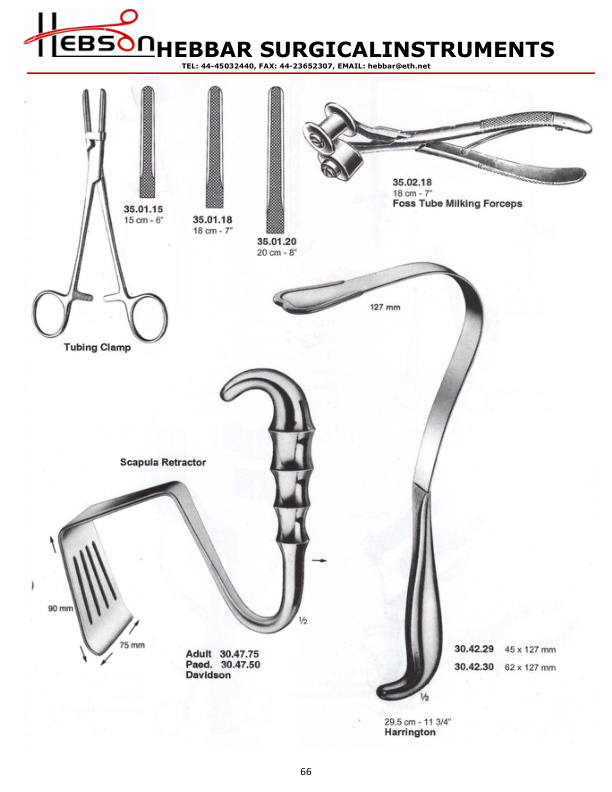 HEBSON
HEBBAR SURGICALINSTRUMENTS
TEL: 44-45032440, FAX: 44-23652307, EMAIL: hebbar@eth.net
35.01.15
15 cm - 6"
35.01.18
18 cm - 7"
35.01.20
20 cm - 8"
35.02.18
18 cm - 7"
Foss Tube Milking Forceps
127 mm
Tubing Clamp
Scapula Retractor
90 mm
75 mm
½
Adult 30.47.75
Paed. 30.47.50
Davidson
30.42.29 45 x 127 mm
30.42.30 62 x 127 mm
½
29.5 cm - 11 3/4"
Harrington
66